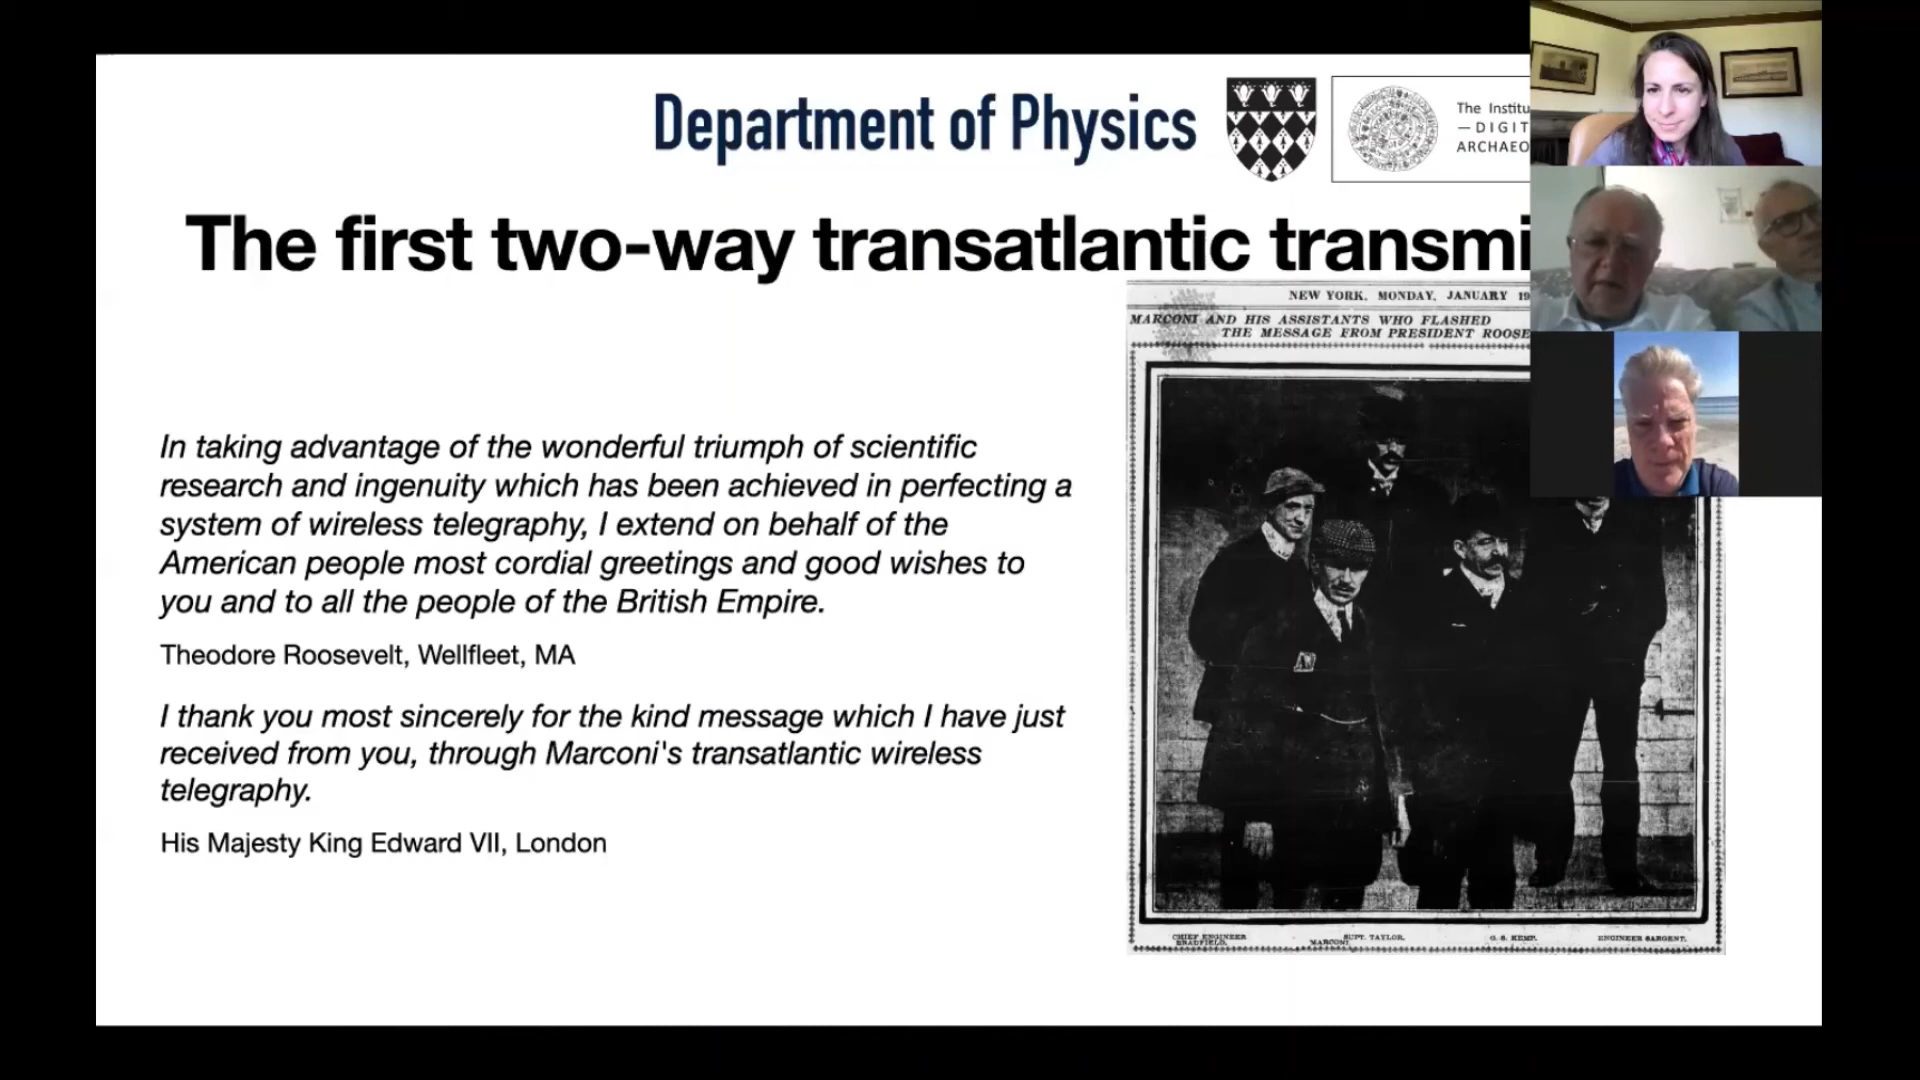 Department of Physics
The Institu
—DIGIT
ARCHAEO
The first two-way transatlantic transmi
NEW YORK, MONDAY, JANUARY 19
MARCONI AND HIS ASSISTANTS WHO FLASHED
THE MESSAGE FROM PRESIDENT ROOSE
In taking advantage of the wonderful triumph of scientific
research and ingenuity which has been achieved in perfecting a
system of wireless telegraphy, I extend on behalf of the
American people most cordial greetings and good wishes to
you and to all the people of the British Empire.
Theodore Roosevelt, Wellfleet, MA
I thank you most sincerely for the kind message which I have just
received from you, through Marconi's transatlantic wireless
telegraphy.
His Majesty King Edward VII, London
CHIEF ENGINEER
BRADFIELD.
MARCONI
SUPT. TAYLOR.
G. S. KEMP.
ENGINEER SARGENT.